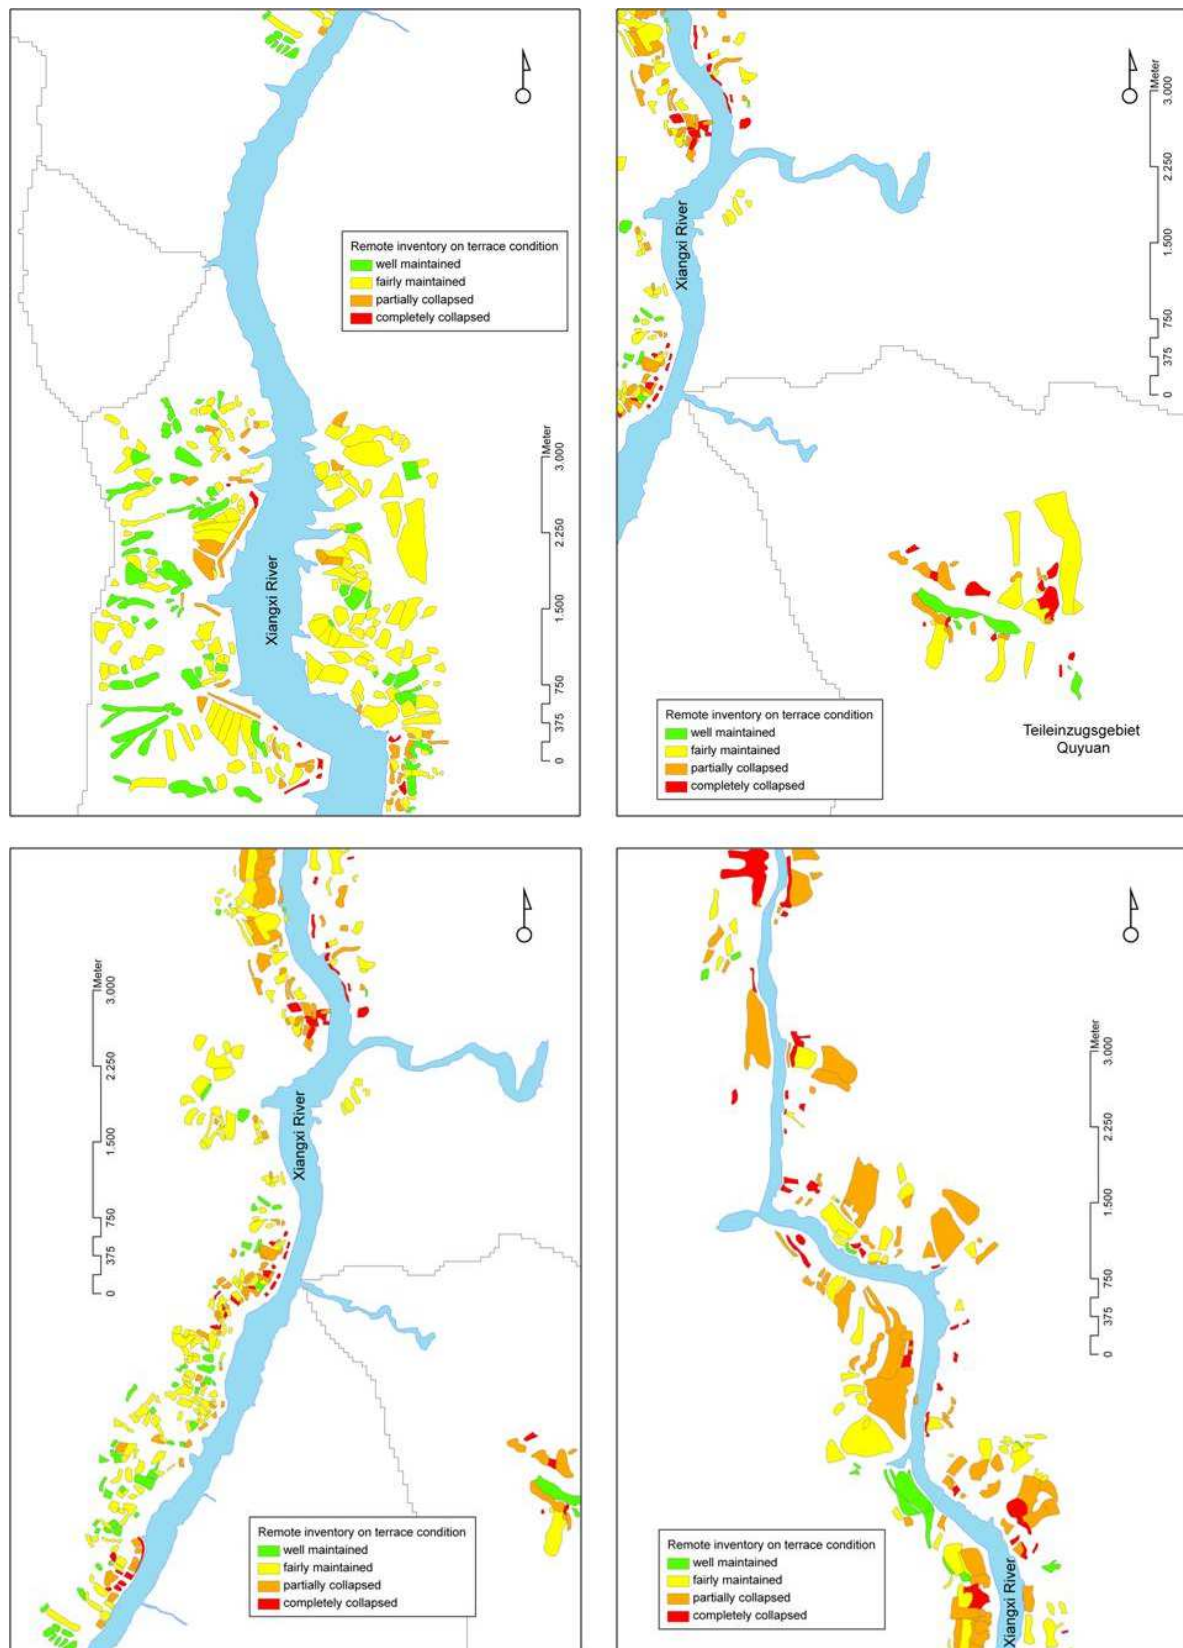 Remote inventory on terrace condition
well maintained
fairly maintained
partially collapsed
completely collapsed
Xiangxi River
Meter
3.000
2.250
1.500
750
375
0
Meter
3.000
2.250
1.500
750
375
0
Xiangxi River
Remote inventory on terrace condition
well maintained
fairly maintained
partially collapsed
completely collapsed
Teileinzugsgebiet
Quyuan
Meter
3.000
2.250
1.500
750
375
0
Xiangxi River
Remote inventory on terrace condition
well maintained
fairly maintained
partially collapsed
completely collapsed
Meter
3.000
2.250
1.500
750
375
0
Remote inventory on terrace condition
well maintained
fairly maintained
partially collapsed
completely collapsed
Xiangxi River